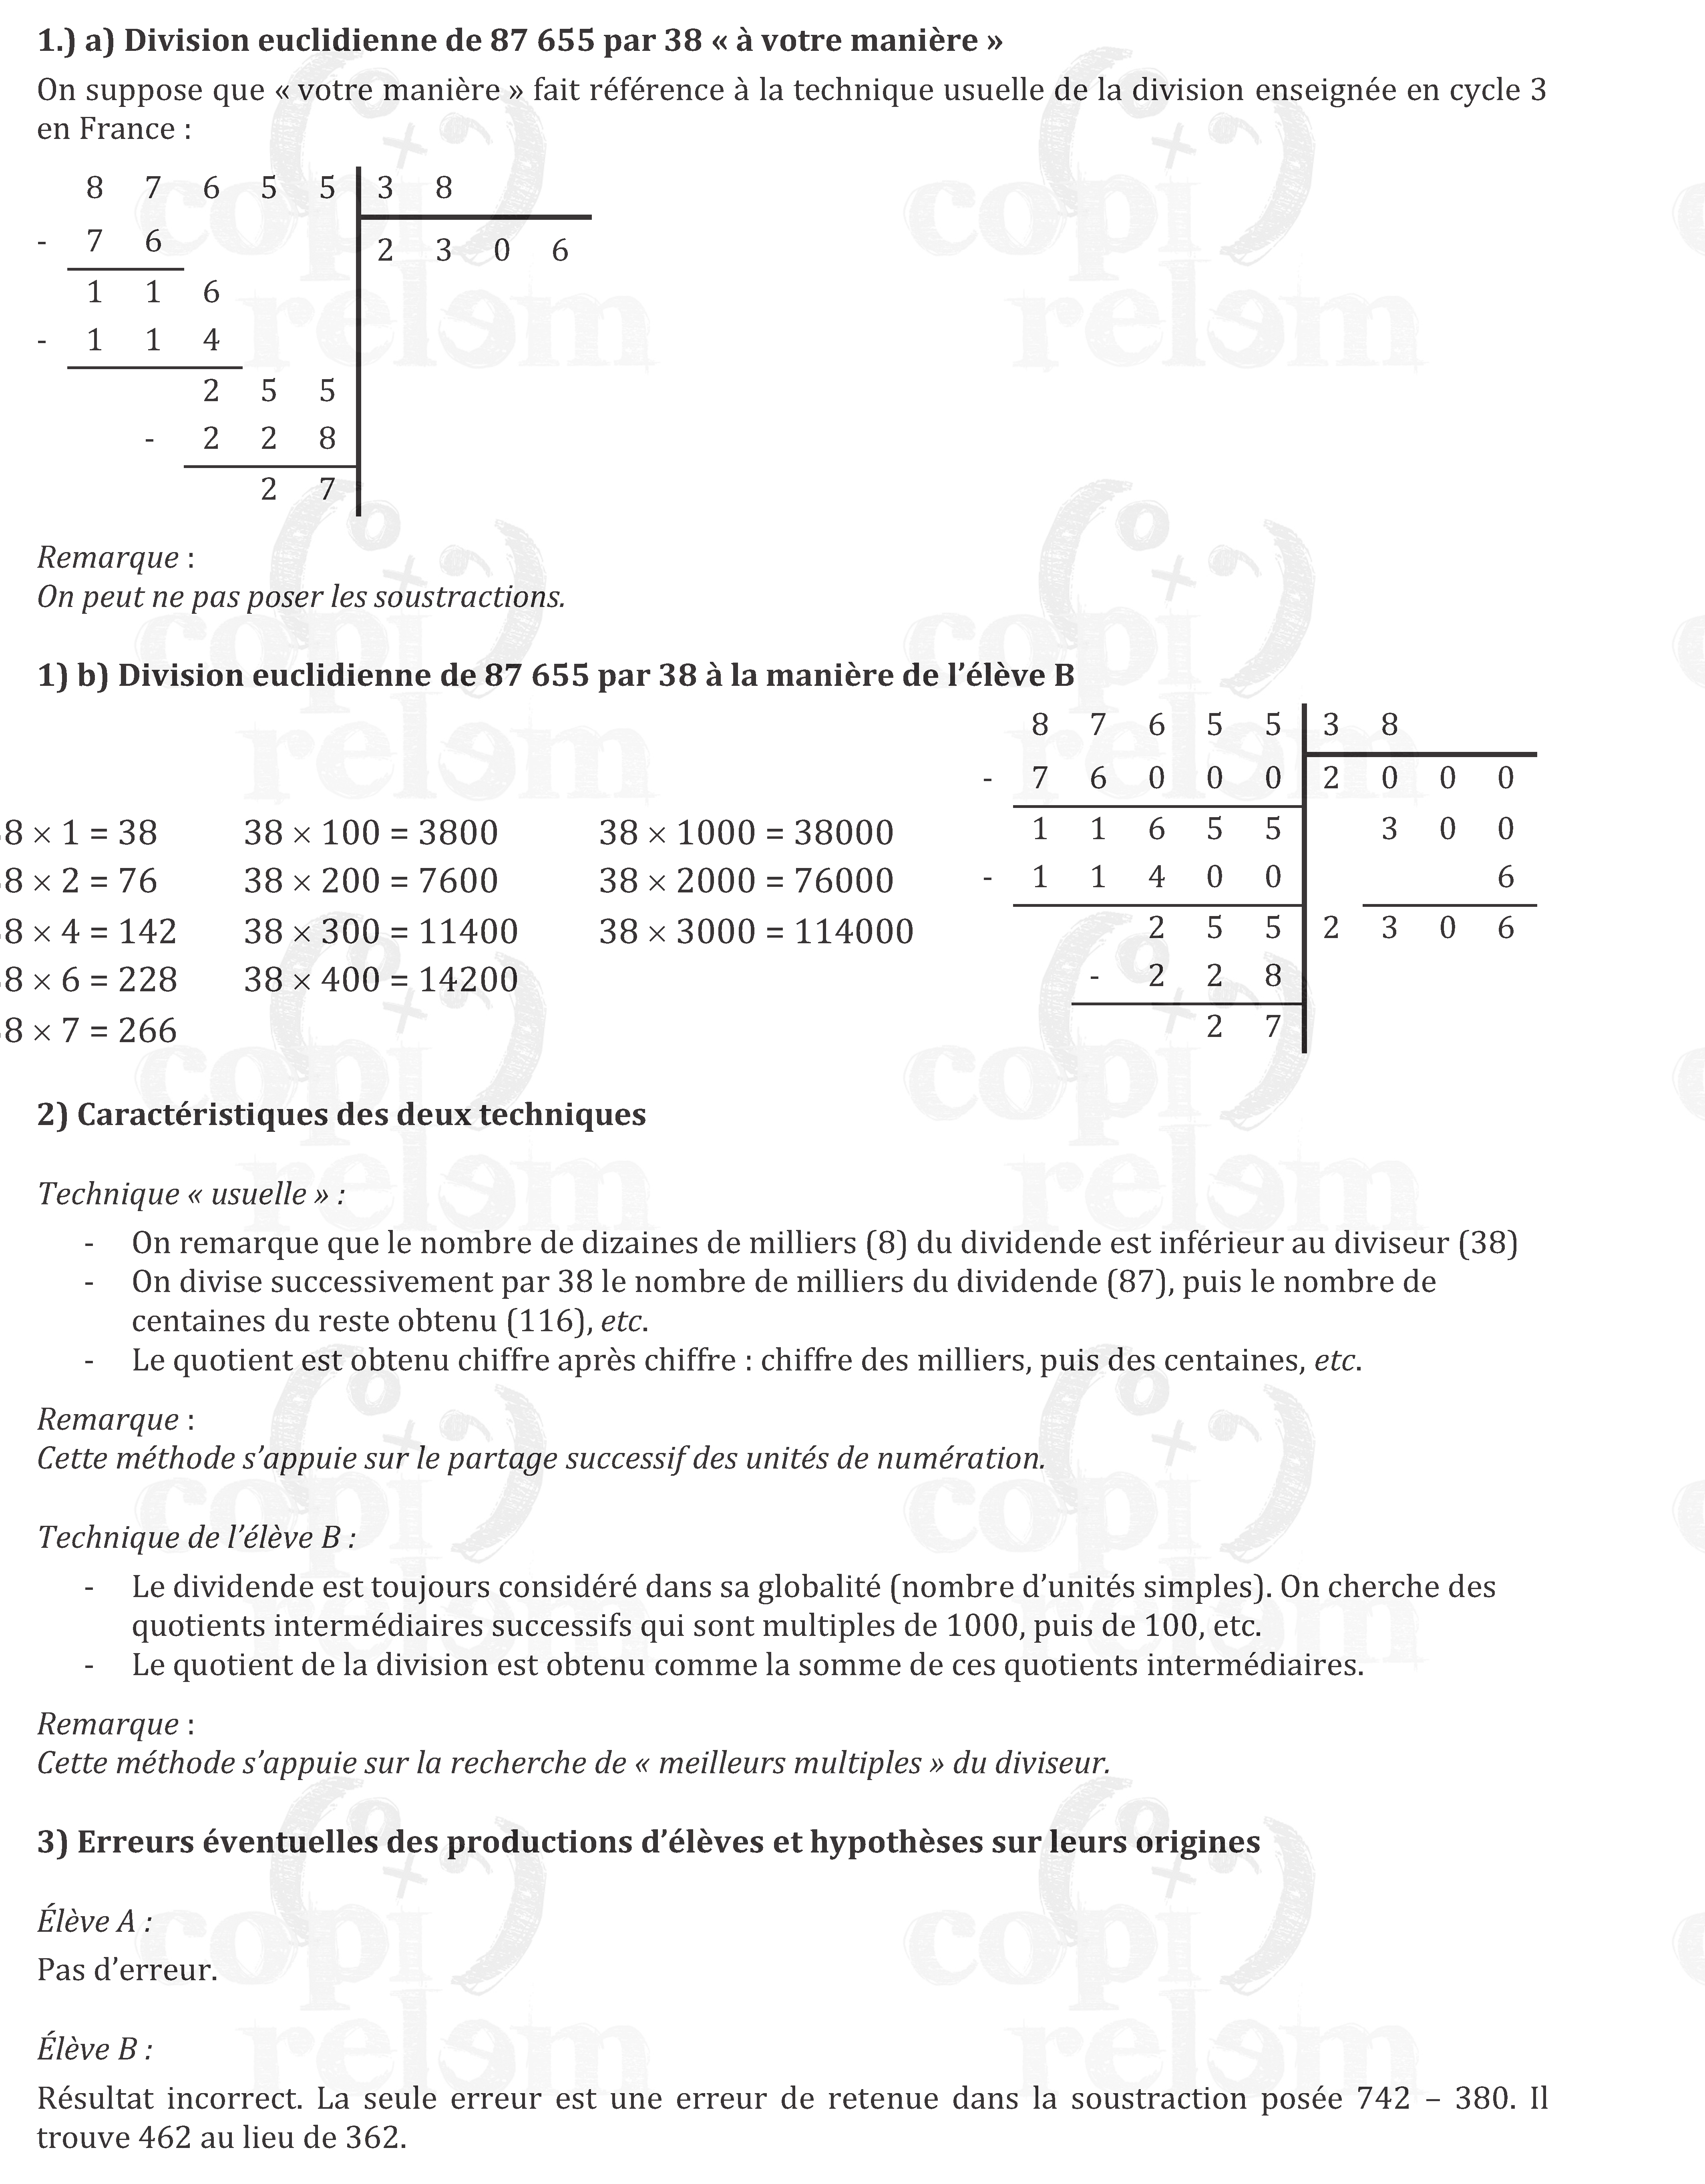 1.) a) Division euclidienne de 87 655 par 38 « à votre manière »
On suppose que « votre manière » fait référence à la technique usuelle de la division enseignée en cycle 3
en France :
8 7 6 5 5 3 8
- 7 6 2 3 0 6
1 1 6
- 1 1 4
2 5 5
- 2 2 8
2 7
Remarque :
On peut ne pas poser les soustractions.
1) b) Division euclidienne de 87 655 par 38 à la manière de l’élève B
8 7 6 5 5 3 8
- 7 6 0 0 0 2 0 0 0
8 × 1 = 38 38 × 100 = 3800 38 × 1000 = 38000 1 1 6 5 5 3 0 0
8 × 2 = 76 38 × 200 = 7600 38 × 2000 = 76000 - 1 1 4 0 0 6
8 × 4 = 142 38 × 300 = 11400 38 × 3000 = 114000 2 5 5 2 3 0 6
8 × 6 = 228 38 × 400 = 14200 - 2 2 8
8 × 7 = 266 2 7
2) Caractéristiques des deux techniques
Technique « usuelle » :
- On remarque que le nombre de dizaines de milliers (8) du dividende est inférieur au diviseur (38)
- On divise successivement par 38 le nombre de milliers du dividende (87), puis le nombre de
centaines du reste obtenu (116), etc.
- Le quotient est obtenu chiffre après chiffre : chiffre des milliers, puis des centaines, etc.
Remarque :
Cette méthode s’appuie sur le partage successif des unités de numération.
Technique de l’élève B :
- Le dividende est toujours considéré dans sa globalité (nombre d’unités simples). On cherche des
quotients intermédiaires successifs qui sont multiples de 1000, puis de 100, etc.
- Le quotient de la division est obtenu comme la somme de ces quotients intermédiaires.
Remarque :
Cette méthode s’appuie sur la recherche de « meilleurs multiples » du diviseur.
3) Erreurs éventuelles des productions d’élèves et hypothèses sur leurs origines
Élève A :
Pas d’erreur.
Élève B :
Résultat incorrect. La seule erreur est une erreur de retenue dans la soustraction posée 742 – 380. Il
trouve 462 au lieu de 362.